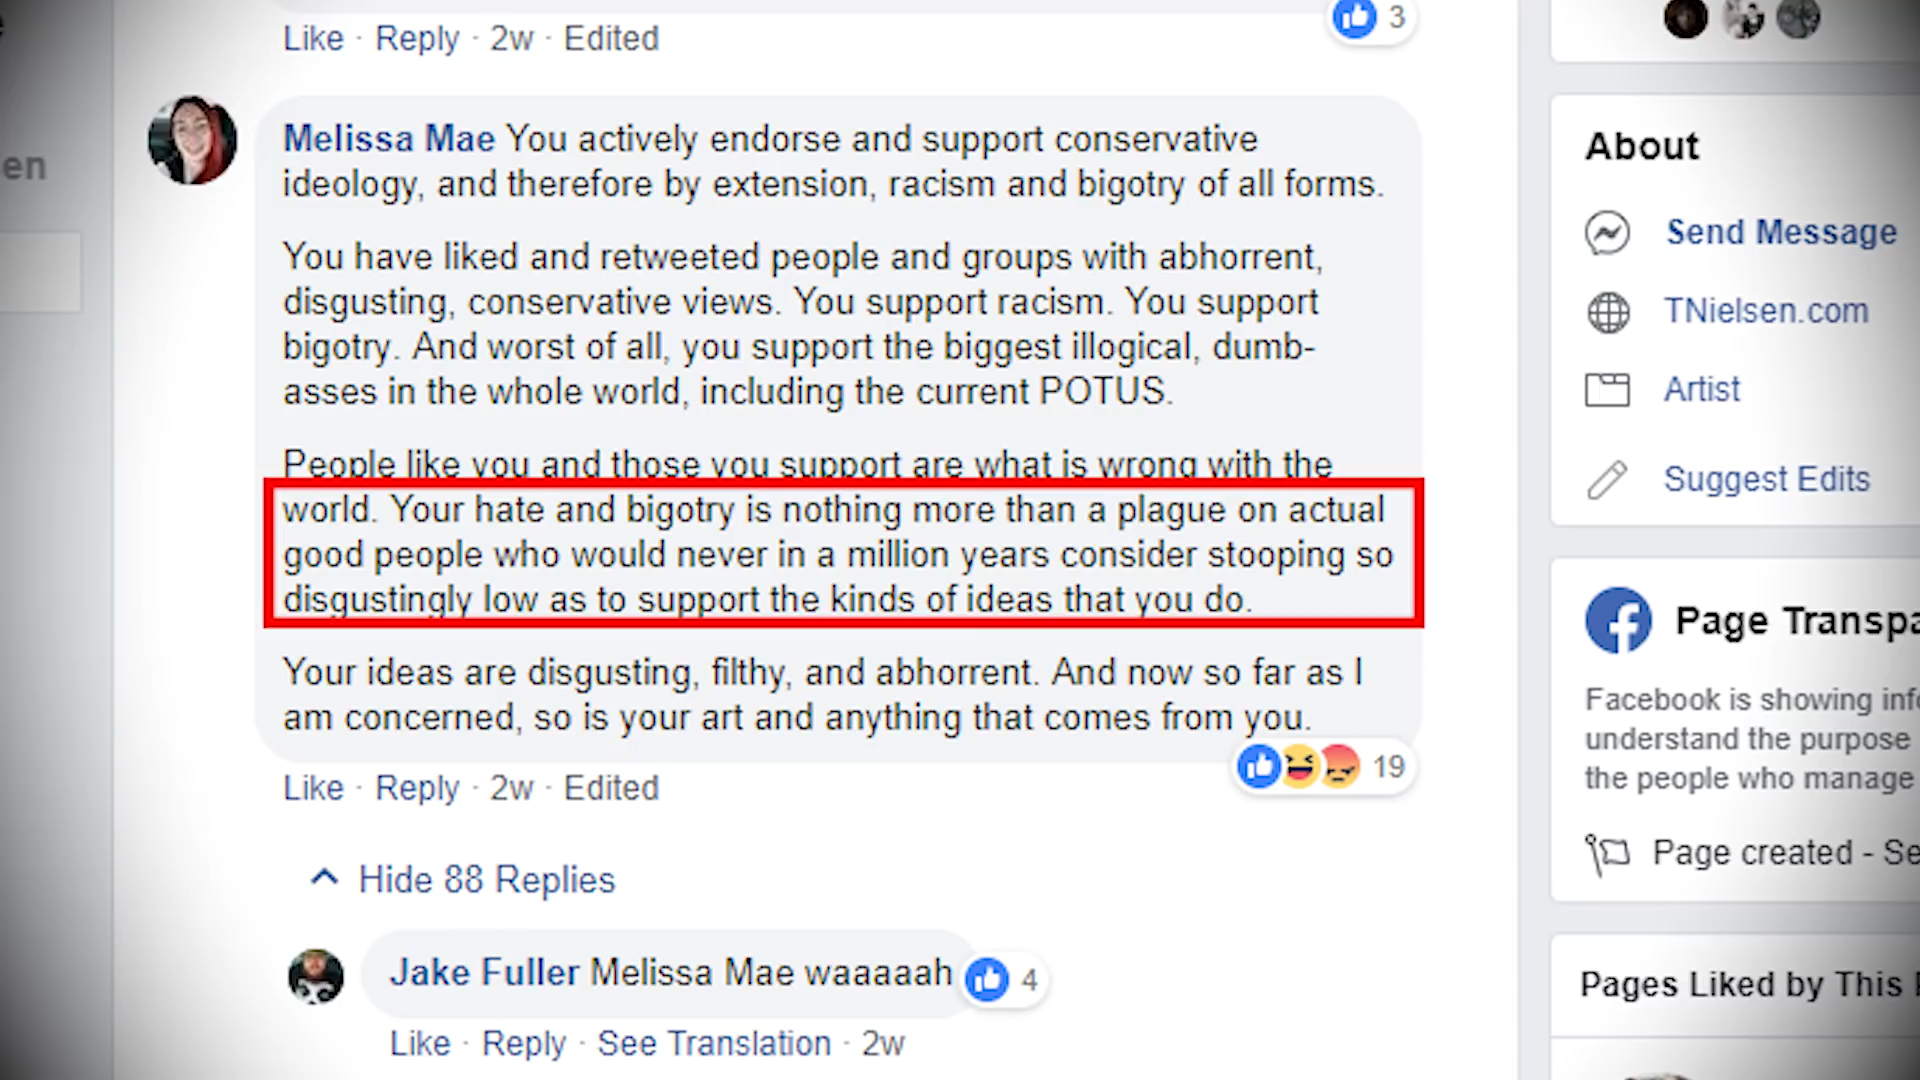 Like · Reply · 2w · Edited
3
Melissa Mae You actively endorse and support conservative
ideology, and therefore by extension, racism and bigotry of all forms.
You have liked and retweeted people and groups with abhorrent,
disgusting, conservative views. You support racism. You support
bigotry. And worst of all, you support the biggest illogical, dumb-
asses in the whole world, including the current POTUS.
People like you and those you support are what is wrong with the
world. Your hate and bigotry is nothing more than a plague on actual
good people who would never in a million years consider stooping so
disgustingly low as to support the kinds of ideas that you do.
Your ideas are disgusting, filthy, and abhorrent. And now so far as I
am concerned, so is your art and anything that comes from you.
19
Like · Reply · 2w · Edited
Hide 88 Replies
Jake Fuller Melissa Mae waaaaah
4
Like · Reply · See Translation · 2w
en
About
Send Message
TNielsen.com
Artist
Suggest Edits
Page Transpa
Facebook is showing info
understand the purpose
the people who manage
Page created - Se
Pages Liked by This